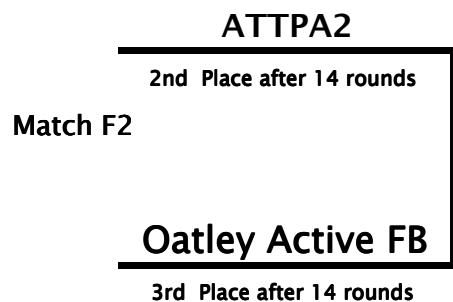 ATTPA2
2nd Place after 14 rounds
Match F2
Oatley Active FB
3rd Place after 14 rounds